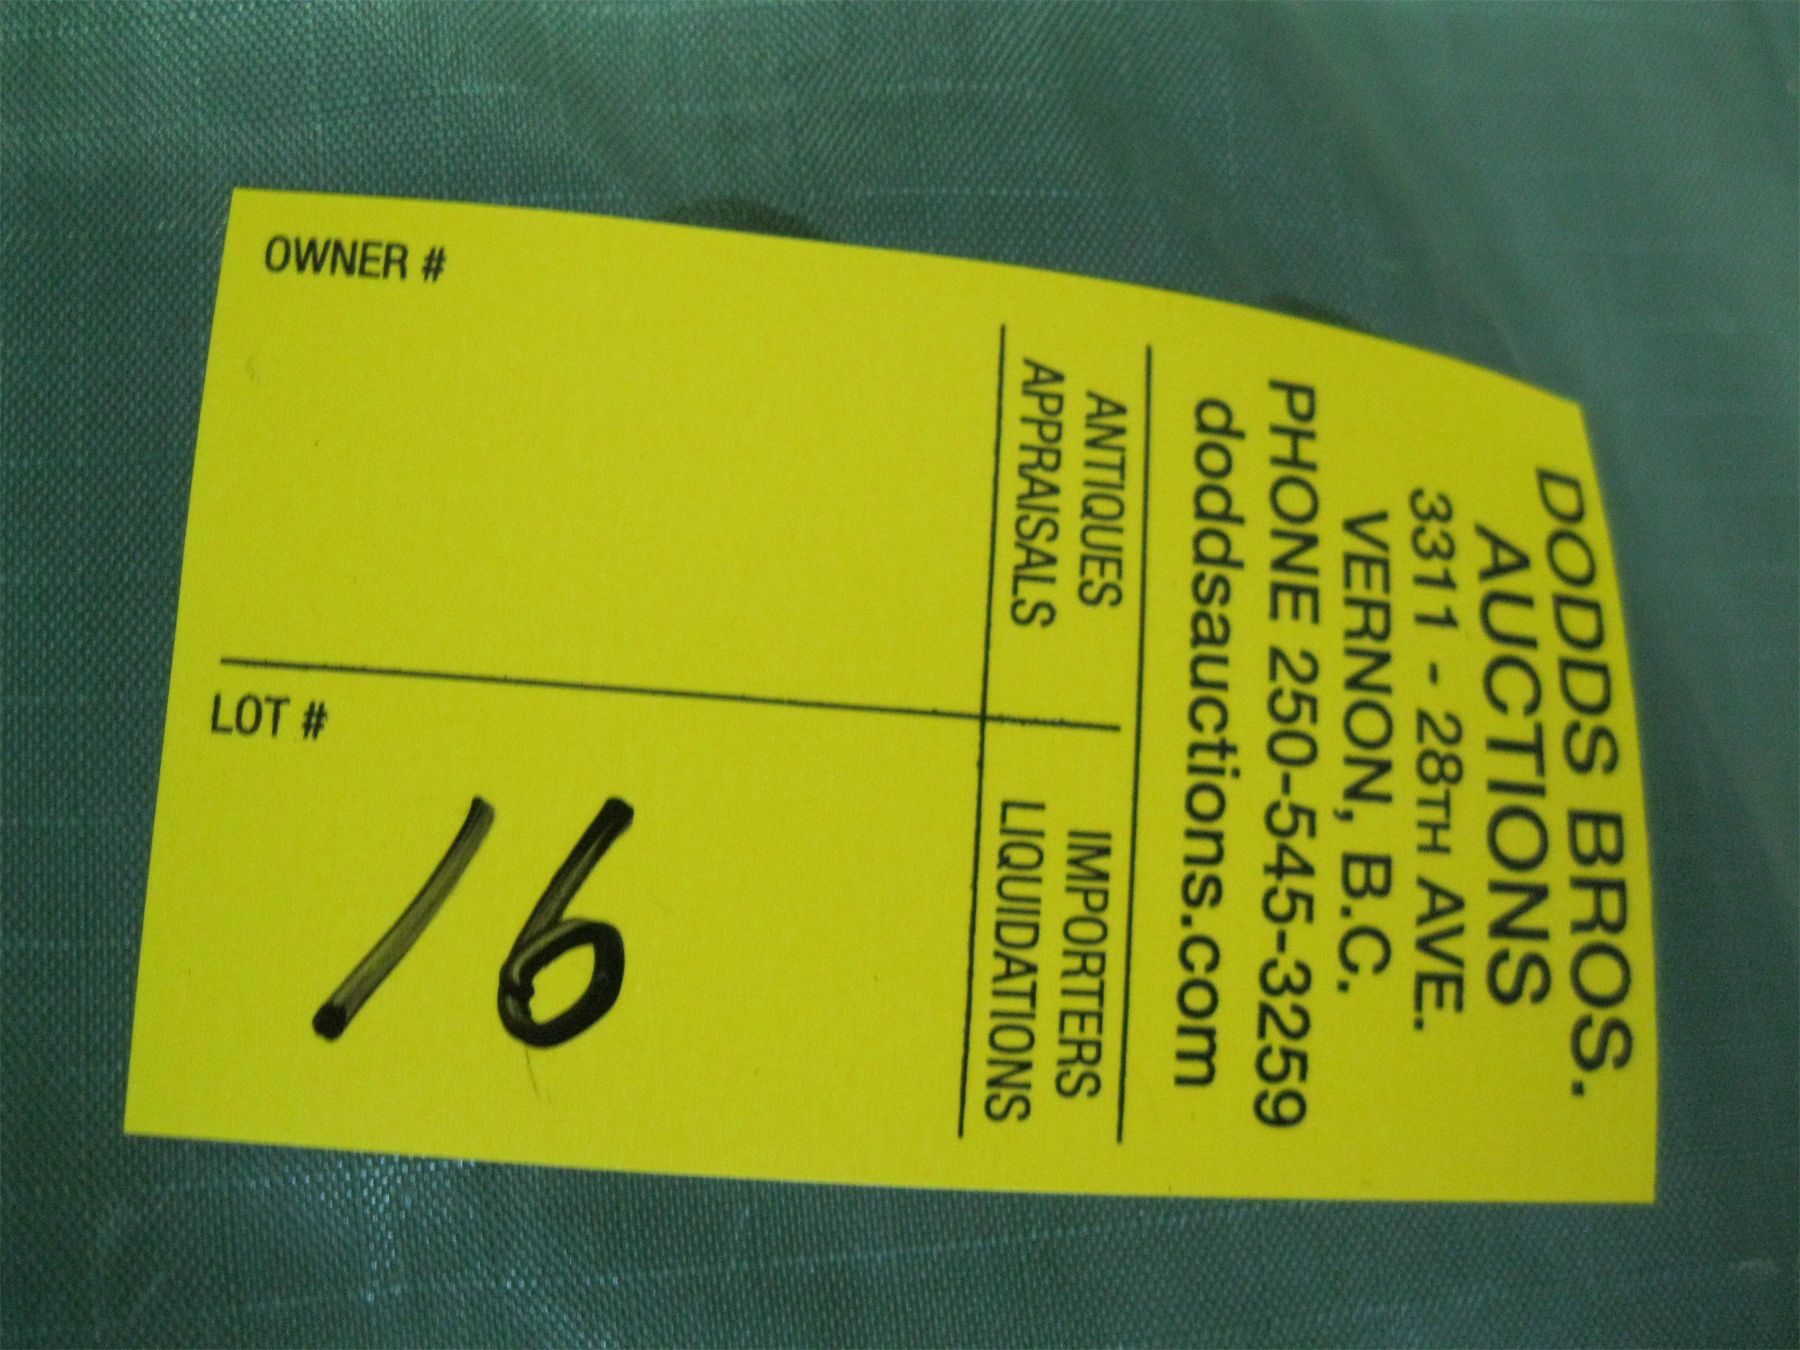 DODDS BROS.
AUCTIONS
3311 - 28TH AVE.
VERNON, B.C.
PHONE 250-545-3259
doddsauctions.com
ANTIQUES
APPRAISALS
IMPORTERS
LIQUIDATIONS
OWNER #
LOT #
16